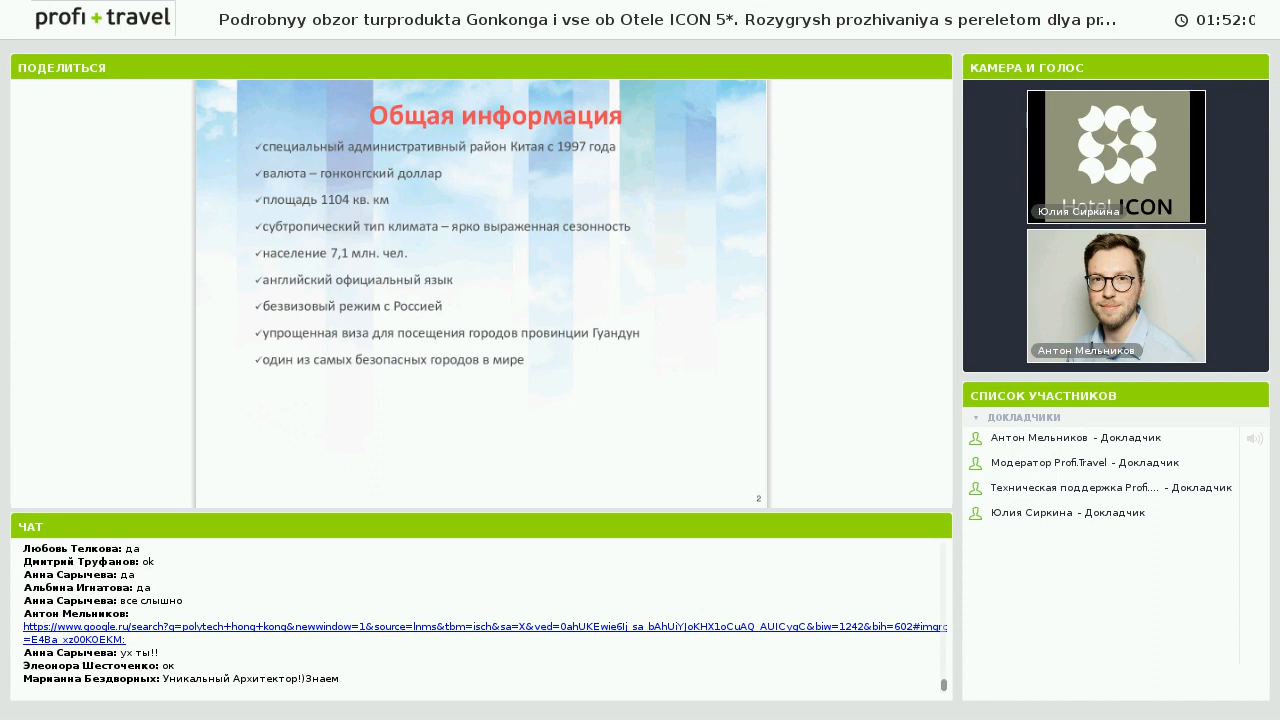 profi + travel
Podrobnyy obzor turprodukta Gonkonga i vse ob Otele ICON 5*. Rozygrysh prozhivaniya s pereletom dlya pr...
01:52:0
ПОДЕЛИТЬСЯ
Общая информация
✓специальный административный район Китая с 1997 года
✓валюта – гонконгский доллар
✓площадь 1104 кв. км
✓субтропический тип климата – ярко выраженная сезонность
✓население 7,1 млн. чел.
✓английский официальный язык
✓безвизовый режим с Россией
✓упрощенная виза для посещения городов провинции Гуандун
✓один из самых безопасных городов в мире
2
ЧАТ
Любовь Телкова: да
Дмитрий Труфанов: ok
Анна Сарычева: да
Альбина Игнатова: да
Анна Сарычева: все слышно
Антон Мельников:
https://www.google.ru/search?q=polytech+hong+kong&newwindow=1&source=lnms&tbm=isch&sa=X&ved=0ahUKEwie6Ij_sa_bAhUiYJoKHX1oCuAQ_AUICygC&biw=1242&bih=602#imgrc
=E4Ba_xz00KOEKM:
Анна Сарычева: ух ты!!
Элеонора Шесточенко: ок
Марианна Бездворных: Уникальный Архитектор!)Знаем
КАМЕРА И ГОЛОС
Hotel ICON
Юлия Сиркина
Антон Мельников
СПИСОК УЧАСТНИКОВ
ДОКЛАДЧИКИ
Антон Мельников - Докладчик
Модератор Profi.Travel - Докладчик
Техническая поддержка Profi.... - Докладчик
Юлия Сиркина - Докладчик